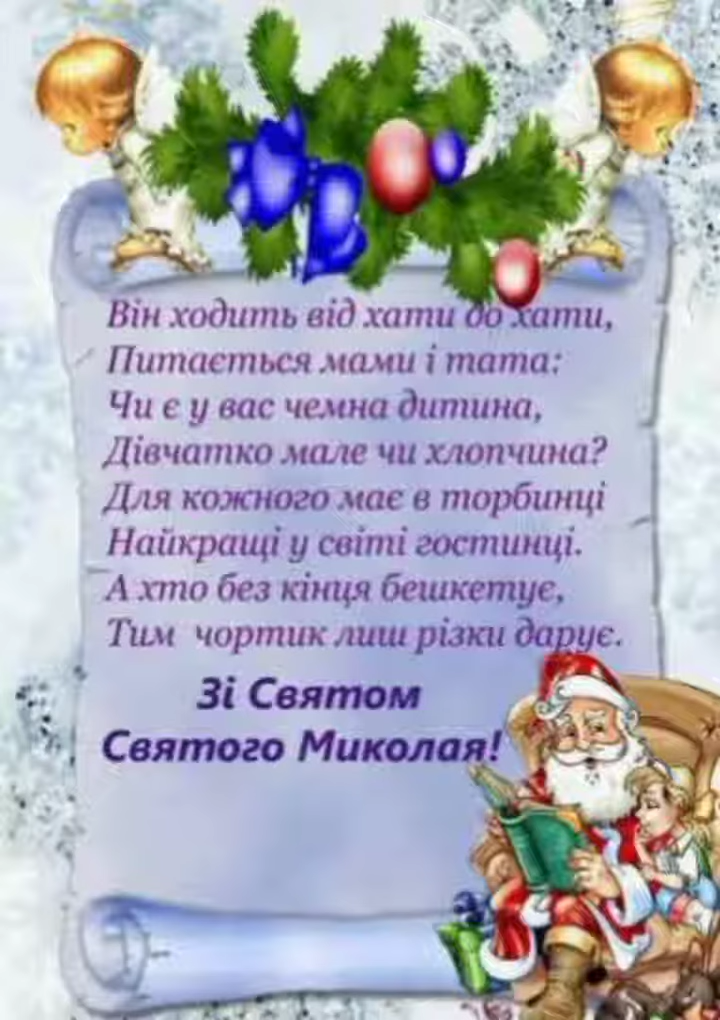 Він ходить від хати до хати,
Питається мами і тата:
Чи є у вас чемна дитина,
Дівчатко мале чи хлопчина?
Для кожного має в торбинці
Найкращі у світі гостинці.
А хто без кінця бешкетує,
Тим чортик лиш різки дарує.
Зі Святом
Святого Миколая!